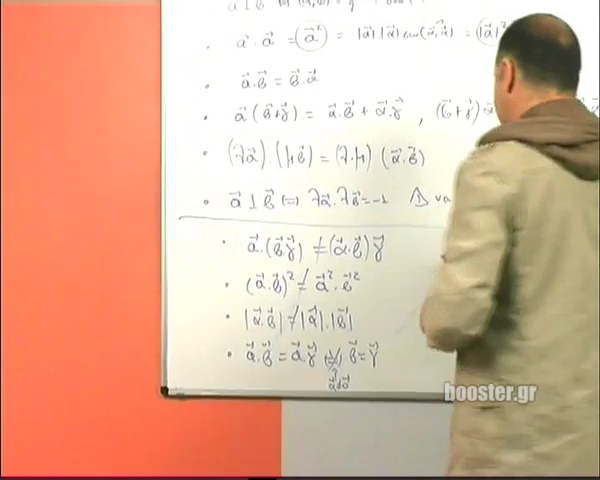 • α⃗ · α⃗ = α⃗² = |α⃗| |α⃗| συν(α⃗, α⃗) = |α⃗|²
• α⃗ · β⃗ = β⃗ · α⃗
• α⃗ (β⃗ + γ⃗) = α⃗ · β⃗ + α⃗ · γ⃗ , (β⃗ + γ⃗)
• (λα⃗) · (μβ⃗) = (λ · μ) (α⃗ · β⃗)
• α⃗ ⊥ β⃗ ⇔ λα⃗ · λβ⃗ = -1
• α⃗ · (β⃗ · γ⃗) ≠ (α⃗ · β⃗) γ⃗
• (α⃗ · β⃗)² ≠ α⃗² · β⃗²
• |α⃗ · β⃗| ≠ |α⃗| · |β⃗|
• α⃗ · β⃗ = α⃗ · γ⃗ ⇎ β⃗ = γ⃗
booster.gr